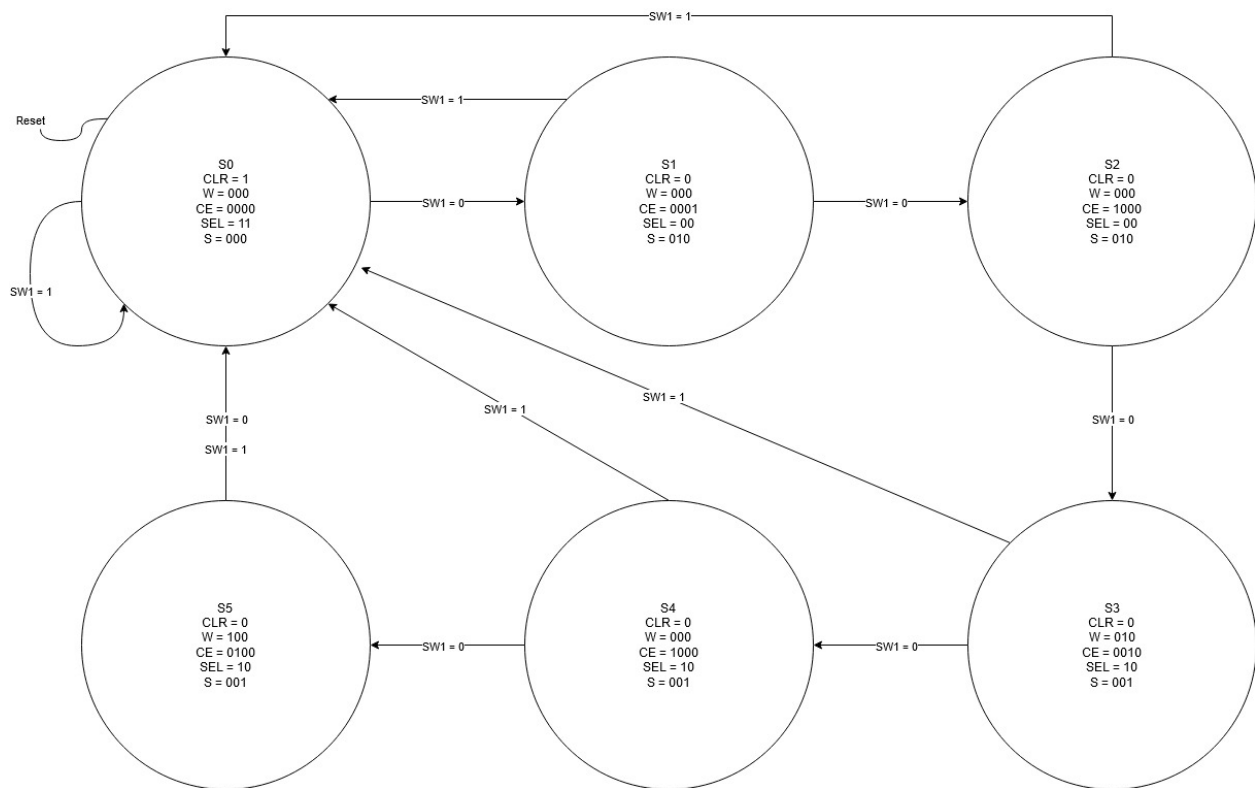 SW1 = 1
SW1 = 1
Reset
S0
CLR = 1
W = 000
CE = 0000
SEL = 11
S = 000
SW1 = 0
S1
CLR = 0
W = 000
CE = 0001
SEL = 00
S = 010
SW1 = 0
S2
CLR = 0
W = 000
CE = 1000
SEL = 00
S = 010
SW1 = 1
SW1 = 1
SW1 = 1
SW1 = 0
SW1 = 1
SW1 = 0
S5
CLR = 0
W = 100
CE = 0100
SEL = 10
S = 001
SW1 = 0
S4
CLR = 0
W = 000
CE = 1000
SEL = 10
S = 001
SW1 = 0
S3
CLR = 0
W = 010
CE = 0010
SEL = 10
S = 001